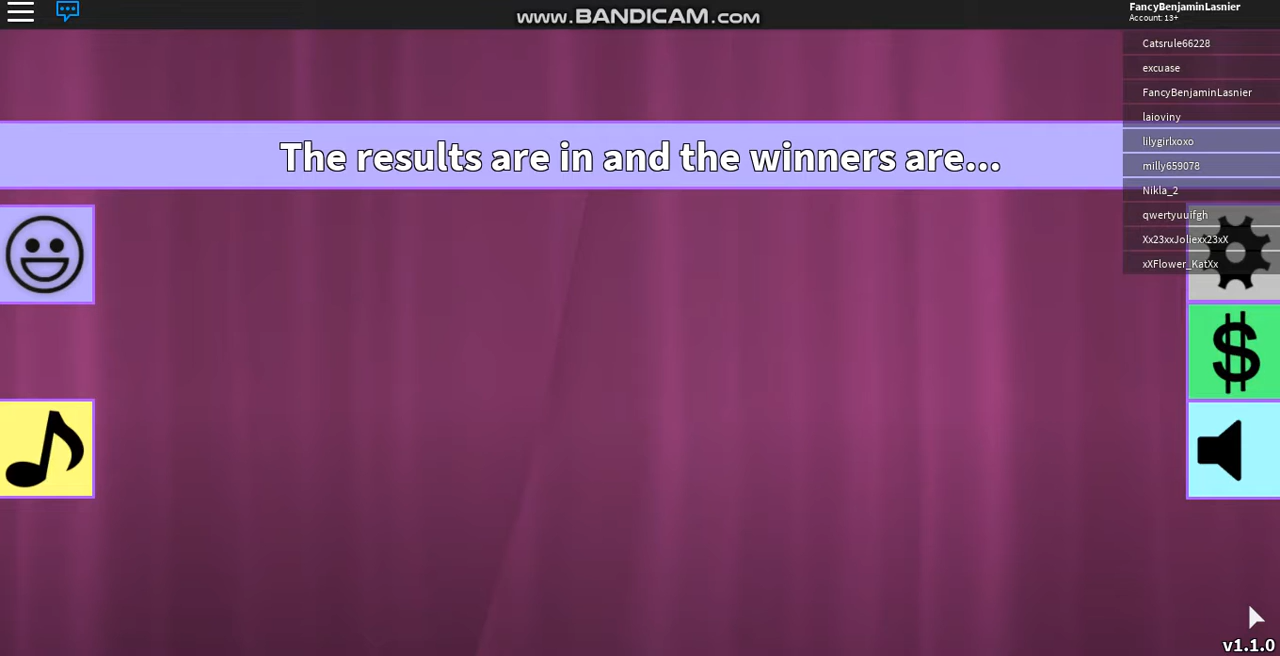 www.BANDICAM.com
FancyBenjaminLasnier
Account: 13+
Catsrule66228
excuase
FancyBenjaminLasnier
laioviny
lilygirlxoxo
milly659078
Nikla_2
qwertyuuifgh
Xx23xxJoliexx23xX
xXFlower_KatXx
The results are in and the winners are...
$
v1.1.0